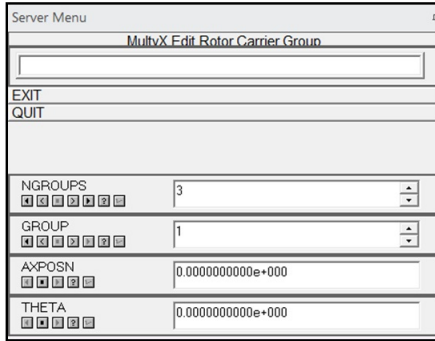 Server Menu
MultyX Edit Rotor Carrier Group
EXIT
QUIT
NGROUPS
3
GROUP
1
AXPOSN
0.0000000000e+000
THETA
0.0000000000e+000